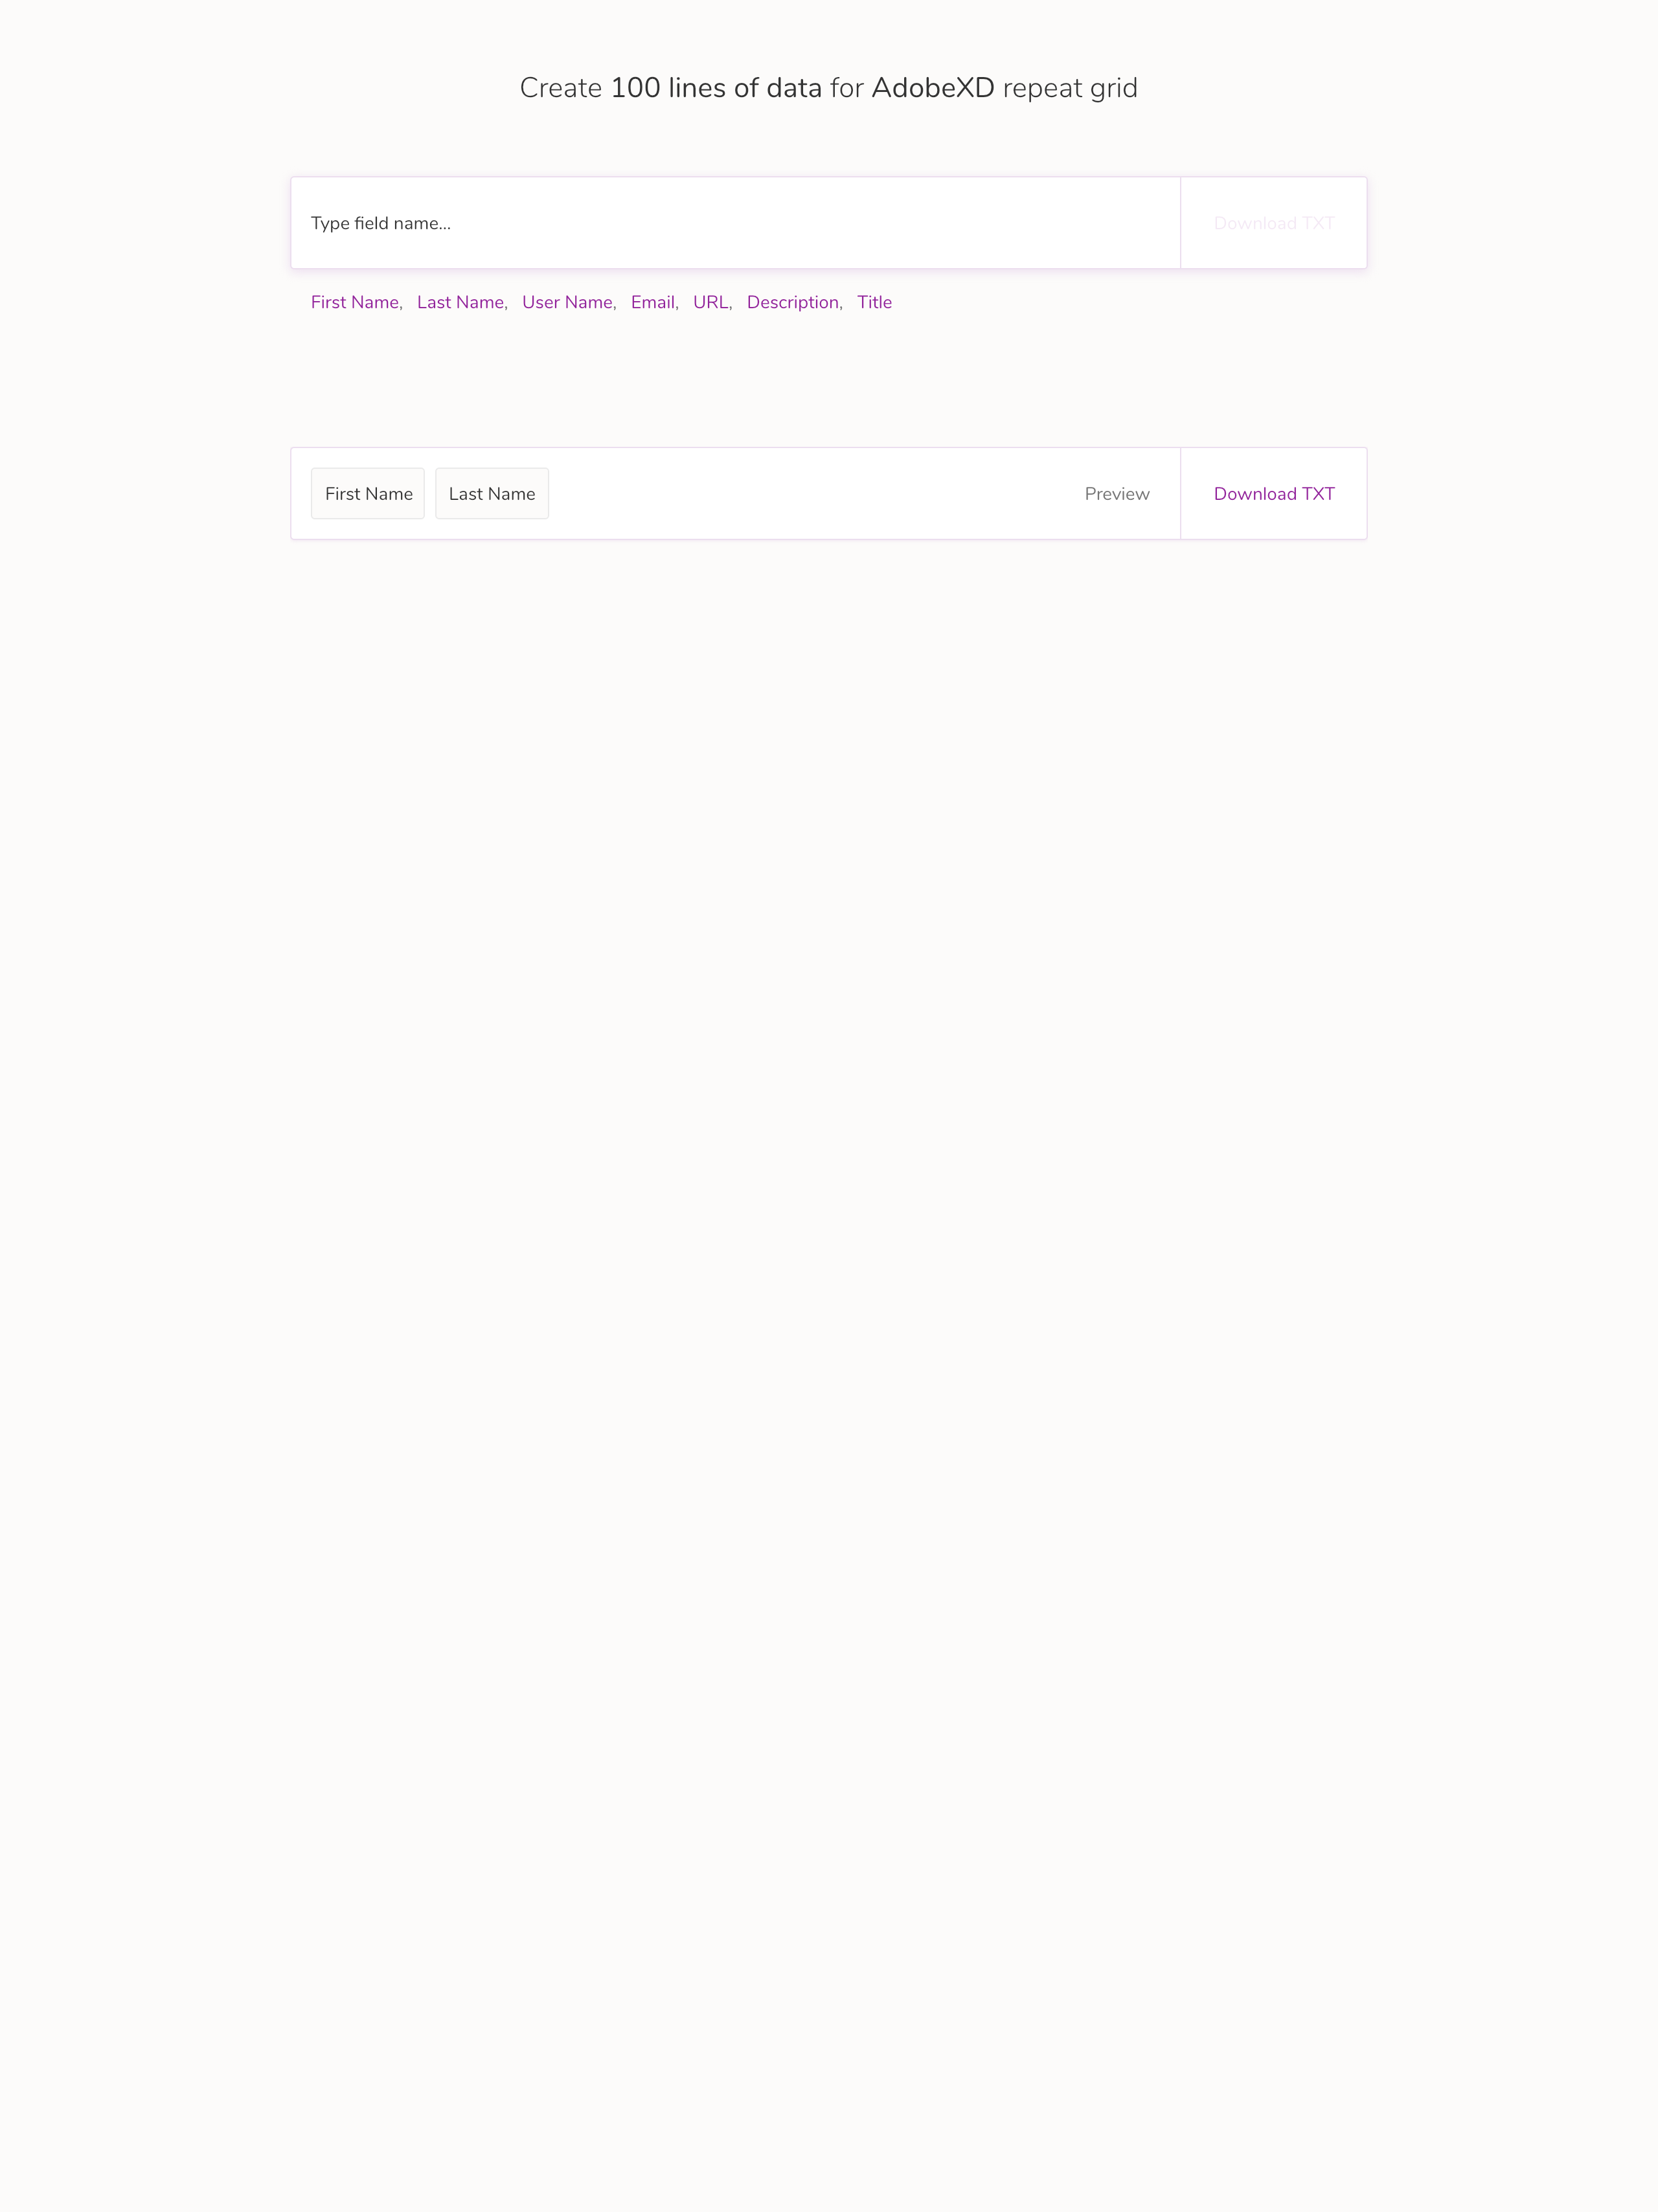 Create 100 lines of data for AdobeXD repeat grid
Type field name... Download TXT
First Name, Last Name, User Name, Email, URL, Description, Title
First Name Last Name Preview Download TXT